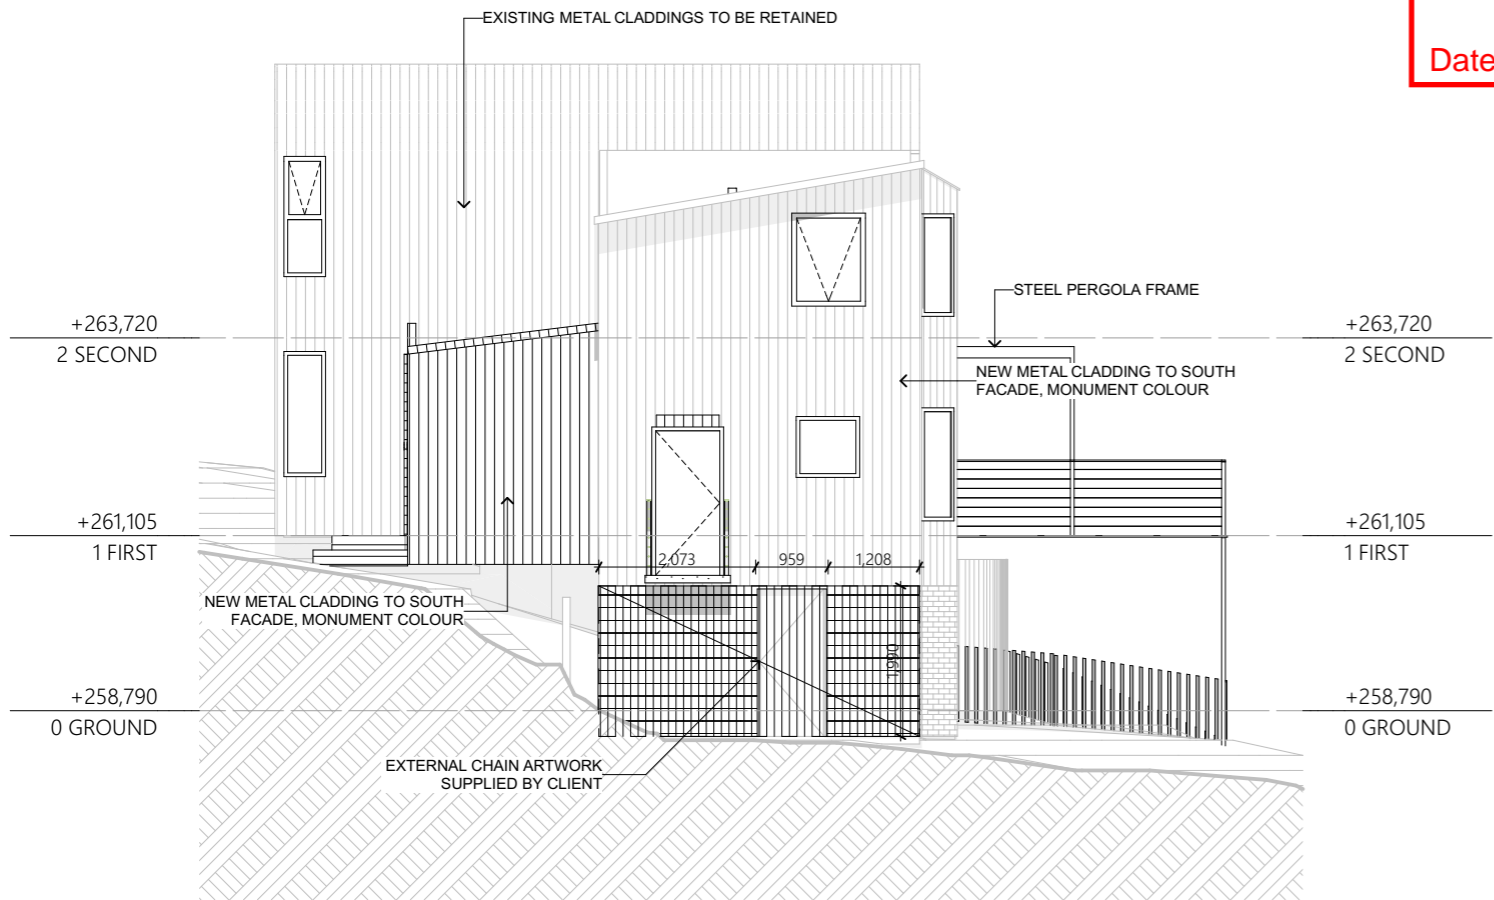 EXISTING METAL CLADDINGS TO BE RETAINED
Date
STEEL PERGOLA FRAME
+263,720
2 SECOND
+263,720
2 SECOND
NEW METAL CLADDING TO SOUTH
FACADE, MONUMENT COLOUR
+261,105
1 FIRST
+261,105
1 FIRST
2,073
959
1,208
NEW METAL CLADDING TO SOUTH
FACADE, MONUMENT COLOUR
1,990
+258,790
0 GROUND
+258,790
0 GROUND
EXTERNAL CHAIN ARTWORK
SUPPLIED BY CLIENT